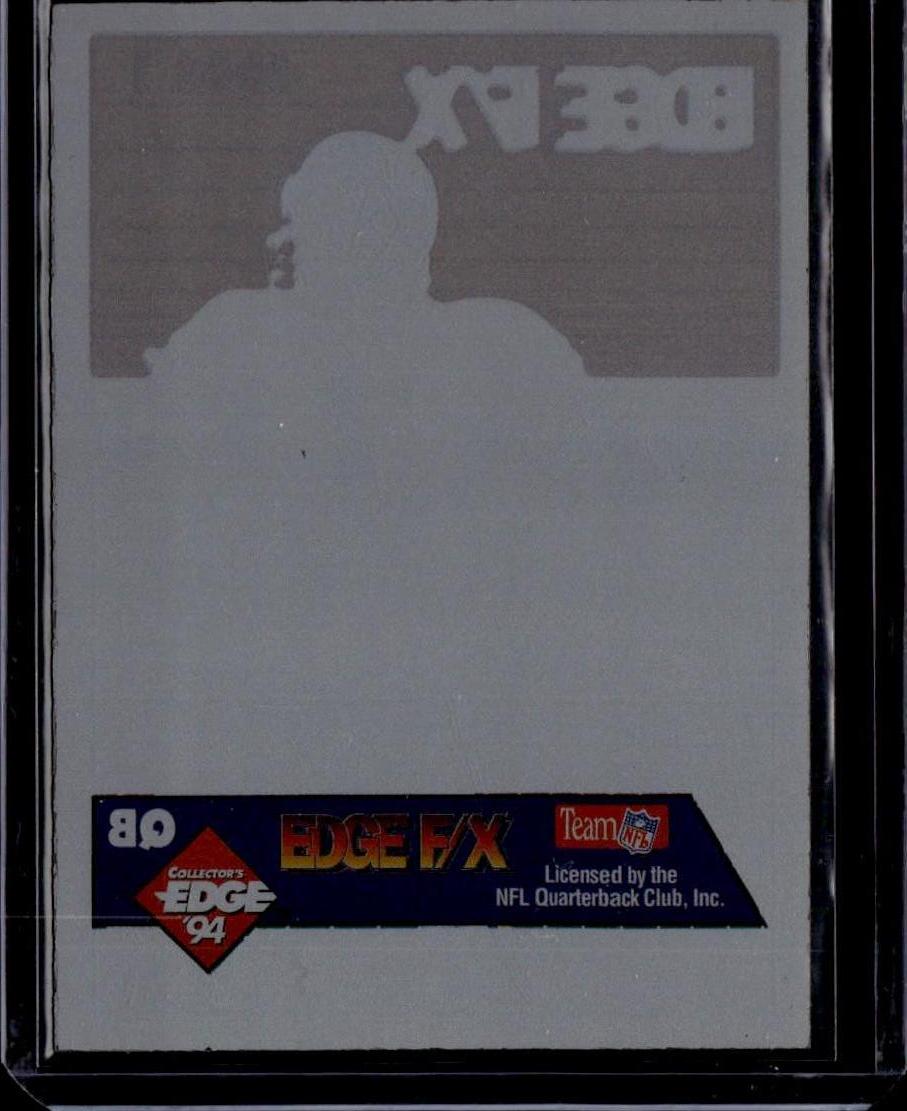 EDGE F/X
QB
COLLECTOR'S
EDGE
'94
EDGE F/X
Team NFL
Licensed by the
NFL Quarterback Club, Inc.